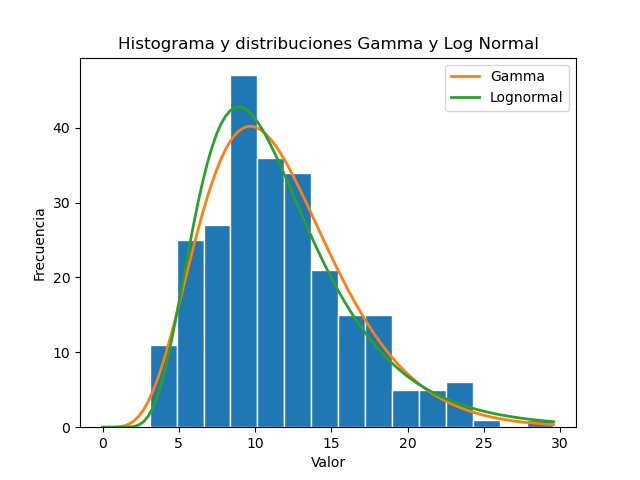 Histograma y distribuciones Gamma y Log Normal
Gamma
Lognormal
Frecuencia
40
30
20
10
0
0 5 10 15 20 25 30
Valor